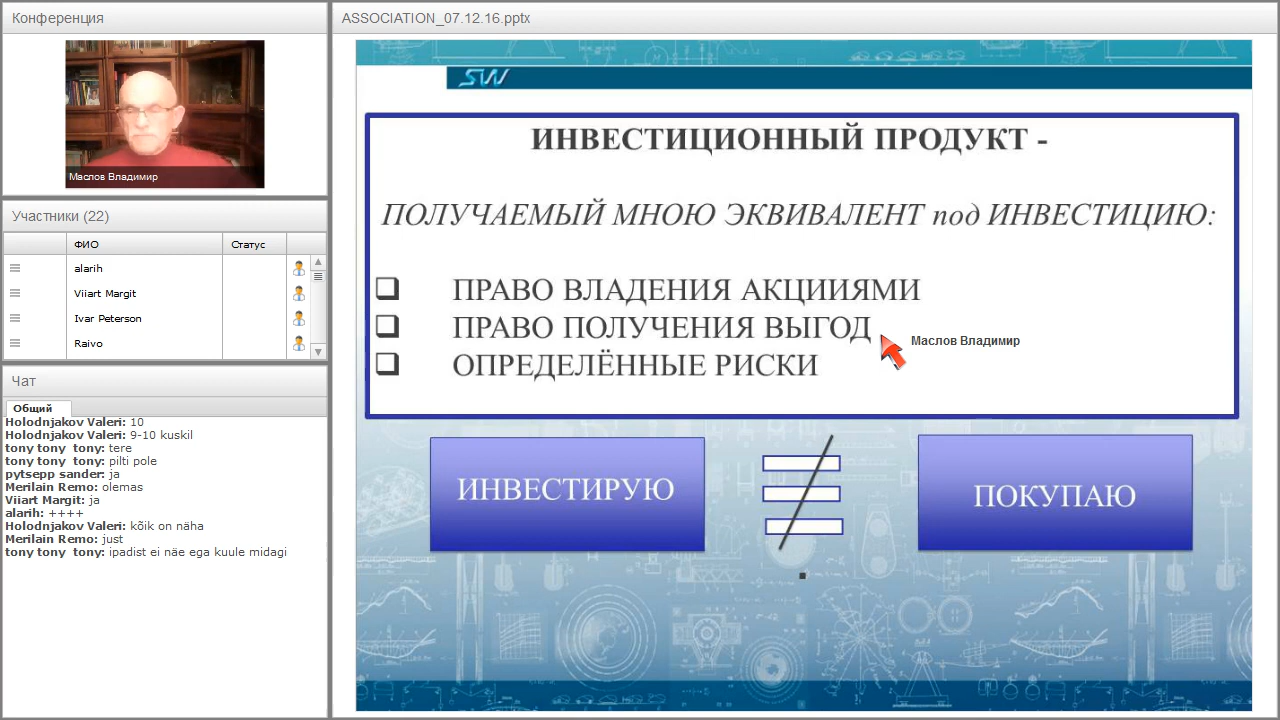 Конференция
Маслов Владимир
Участники (22)
ФИО
Статус
alarih
Viiart Margit
Ivar Peterson
Raivo
Чат
Общий
Holodnjakov Valeri: 10
Holodnjakov Valeri: 9-10 kuskil
tony tony tony: tere
tony tony tony: pilti pole
Pytsepp sander: ja
Merilain Remo: olemas
Viiart Margit: ja
alarih: ++++
Holodnjakov Valeri: kõik on näha
Merilain Remo: just
tony tony tony: ipadist ei näe ega kuule midagi
ASSOCIATION_07.12.16.pptx
SW
ИНВЕСТИЦИОННЫЙ ПРОДУКТ -
ПОЛУЧАЕМЫЙ МНОЮ ЭКВИВАЛЕНТ под ИНВЕСТИЦИЮ:
ПРАВО ВЛАДЕНИЯ АКЦИИЯМИ
ПРАВО ПОЛУЧЕНИЯ ВЫГОД
Маслов Владимир
ОПРЕДЕЛЁННЫЕ РИСКИ
ИНВЕСТИРУЮ
ПОКУПАЮ